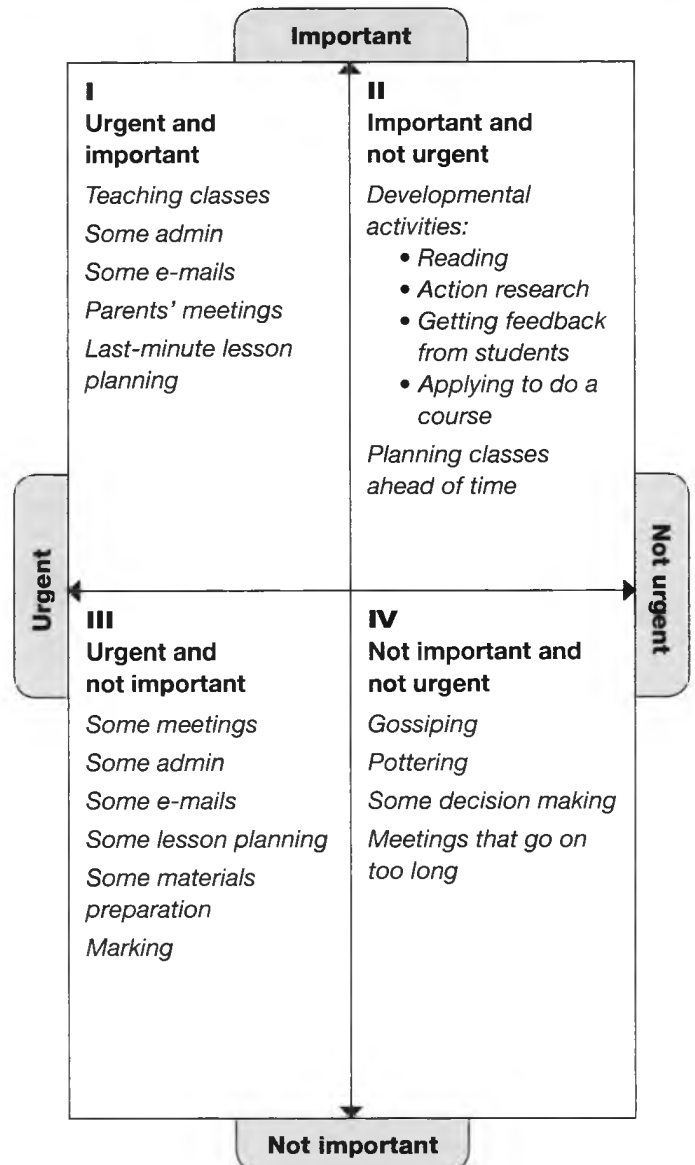 Important
I
Urgent and
important
Teaching classes
Some admin
Some e-mails
Parents' meetings
Last-minute lesson
planning
II
Important and
not urgent
Developmental
activities:
• Reading
• Action research
• Getting feedback
from students
• Applying to do a
course
Planning classes
ahead of time
Urgent
Not urgent
III
Urgent and
not important
Some meetings
Some admin
Some e-mails
Some lesson planning
Some materials
preparation
Marking
IV
Not important and
not urgent
Gossiping
Pottering
Some decision making
Meetings that go on
too long
Not important